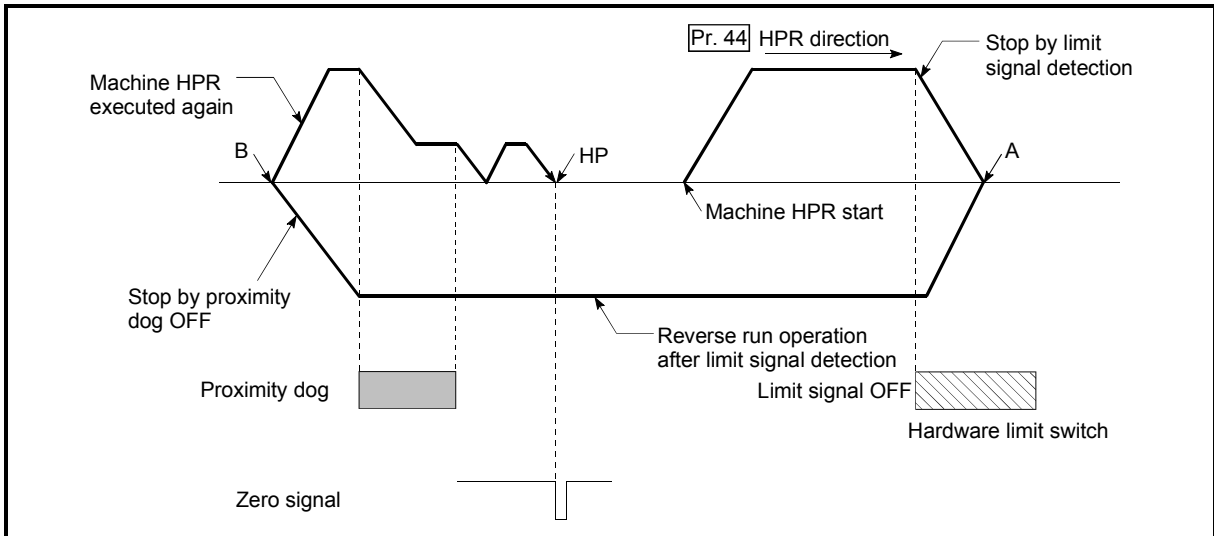 Pr. 44 HPR direction
Stop by limit
signal detection
Machine HPR
executed again
B
HP
A
Machine HPR start
Stop by proximity
dog OFF
Reverse run operation
after limit signal detection
Proximity dog
Limit signal OFF
Hardware limit switch
Zero signal